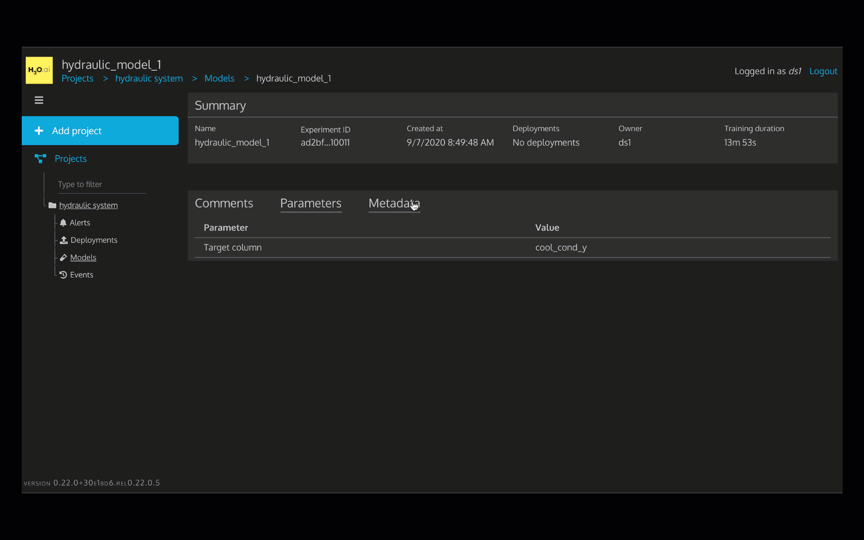 H2O.ai
hydraulic_model_1
Projects > hydraulic system > Models > hydraulic_model_1
Logged in as ds1 Logout
+ Add project
Projects
Type to filter
hydraulic system
Alerts
Deployments
Models
Events
Summary
Name Experiment ID Created at Deployments Owner Training duration
hydraulic_model_1 ad2bf...10011 9/7/2020 8:49:48 AM No deployments ds1 13m 53s
Comments Parameters Metadata
Parameter Value
Target column cool_cond_y
VERSION 0.22.0+30e1bd6.rel0.22.0.5